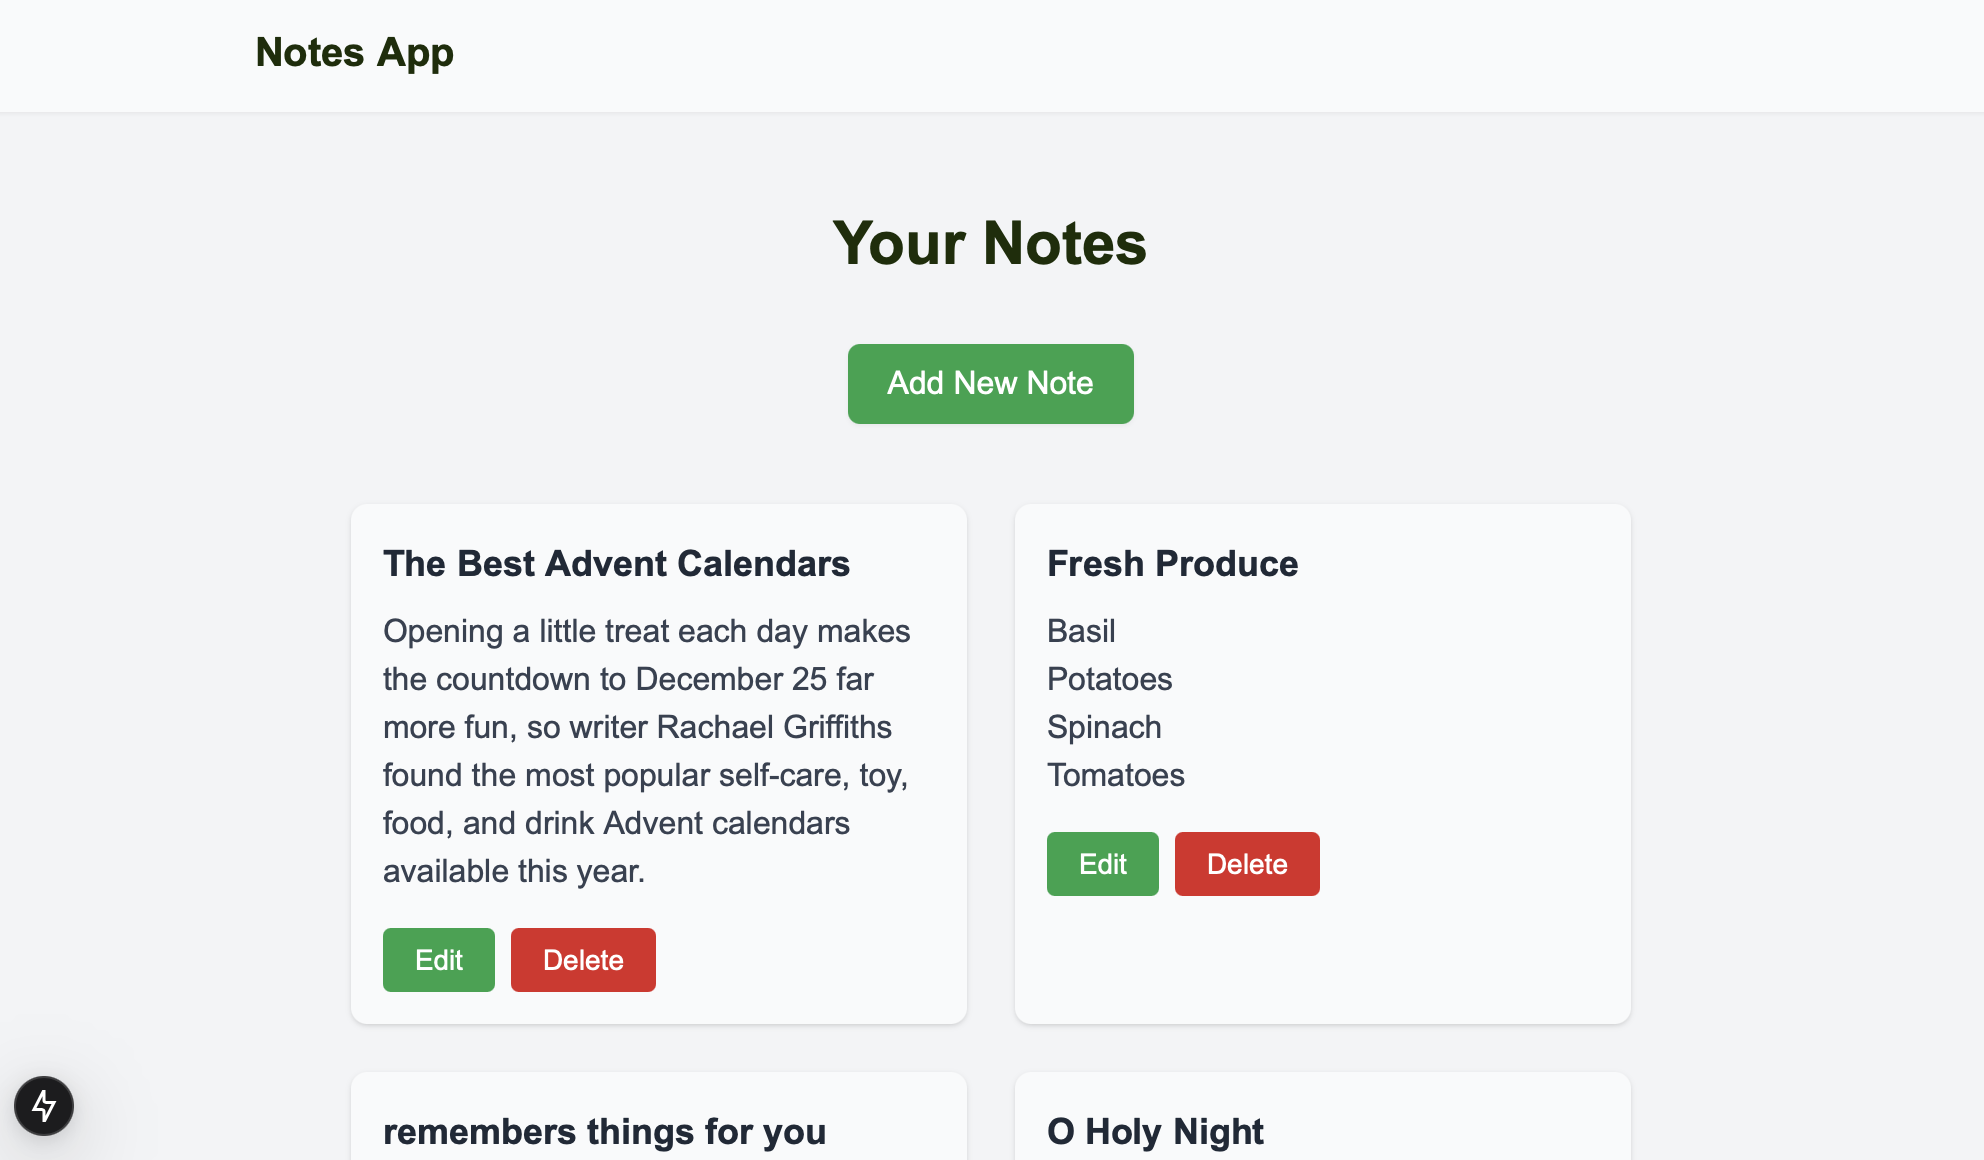 Notes App
Your Notes
Add New Note
The Best Advent Calendars
Opening a little treat each day makes
the countdown to December 25 far
more fun, so writer Rachael Griffiths
found the most popular self-care, toy,
food, and drink Advent calendars
available this year.
Edit Delete
Fresh Produce
Basil
Potatoes
Spinach
Tomatoes
Edit Delete
remembers things for you
O Holy Night